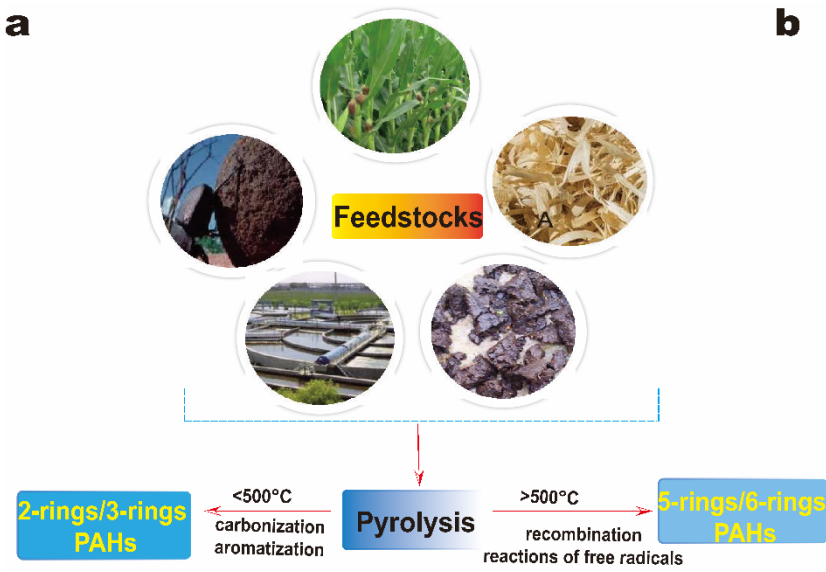 a
b
Feedstocks
A
<500°C
>500°C
2-rings/3-rings
PAHs
Pyrolysis
5-rings/6-rings
PAHs
carbonization
aromatization
recombination
reactions of free radicals